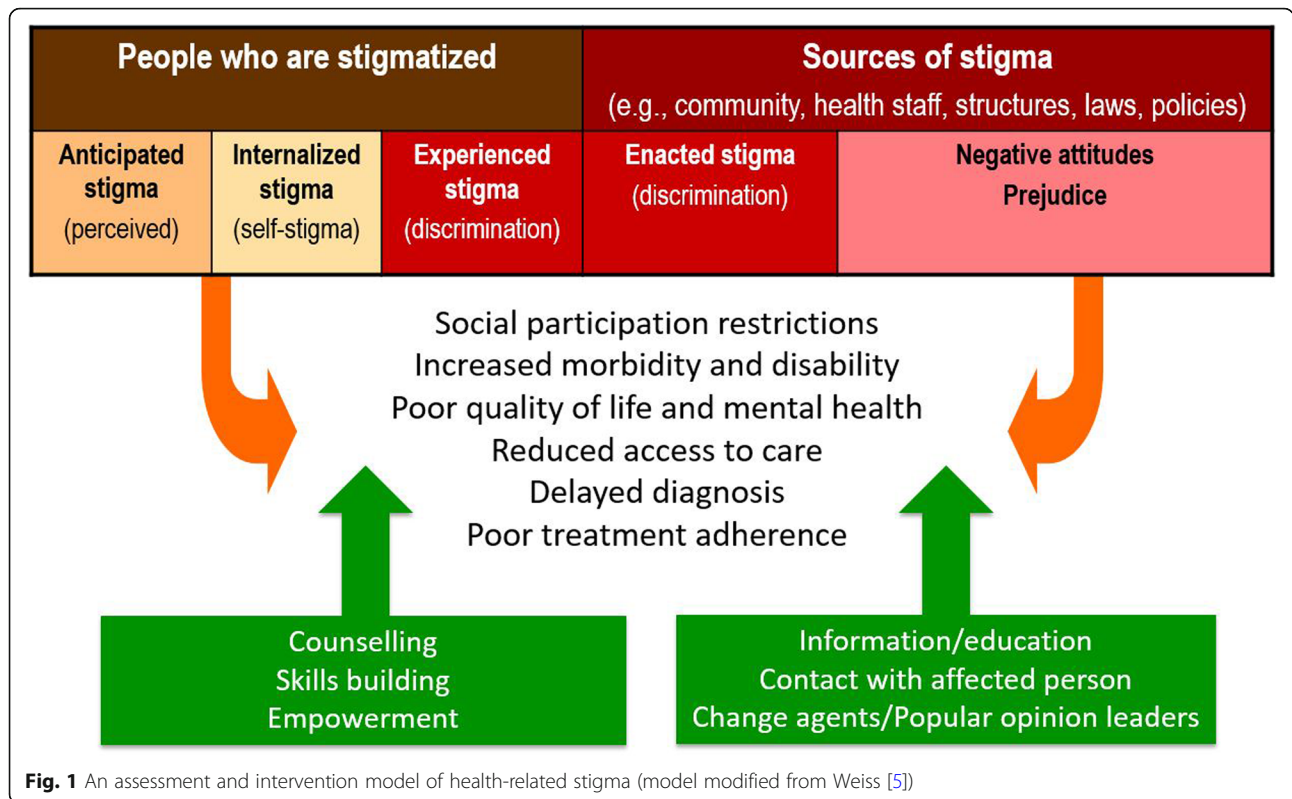 People who are stigmatized
Sources of stigma
(e.g., community, health staff, structures, laws, policies)
Anticipated
stigma
(perceived)
Internalized
stigma
(self-stigma)
Experienced
stigma
(discrimination)
Enacted stigma
(discrimination)
Negative attitudes
Prejudice
Social participation restrictions
Increased morbidity and disability
Poor quality of life and mental health
Reduced access to care
Delayed diagnosis
Poor treatment adherence
Counselling
Skills building
Empowerment
Information/education
Contact with affected person
Change agents/Popular opinion leaders
Fig. 1 An assessment and intervention model of health-related stigma (model modified from Weiss [5])